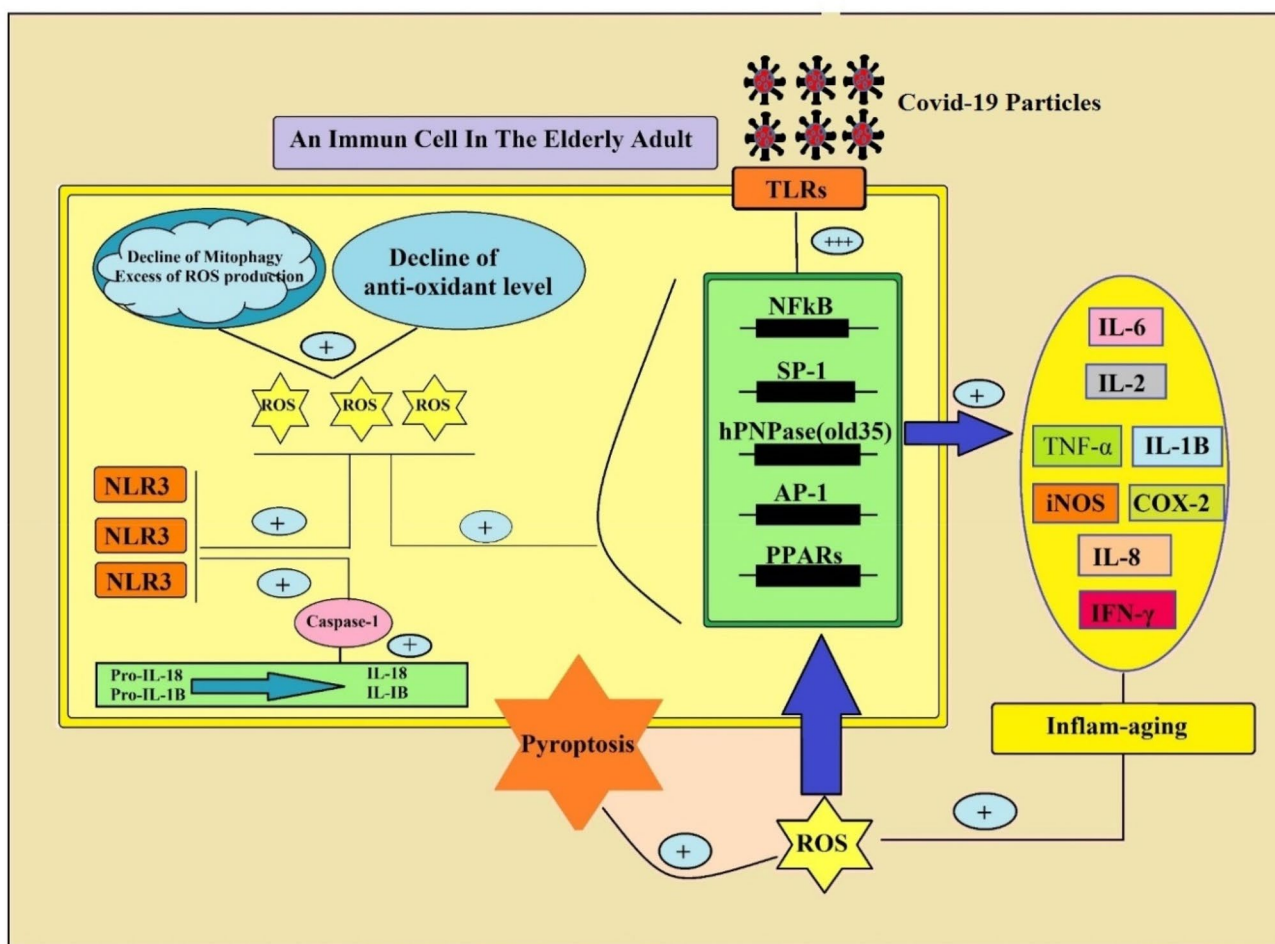 Covid-19 Particles
An Immun Cell In The Elderly Adult
TLRs
+++
Decline of Mitophagy
Excess of ROS production
Decline of
anti-oxidant level
+
ROS
ROS
ROS
NLR3
NLR3
NLR3
+
+
+
Caspase-1
+
Pro-IL-18
Pro-IL-1B
IL-18
IL-IB
NFkB
SP-1
hPNPase(old35)
AP-1
PPARs
+
IL-6
IL-2
TNF-α
IL-1B
iNOS
COX-2
IL-8
IFN-γ
Inflam-aging
+
ROS
+
Pyroptosis